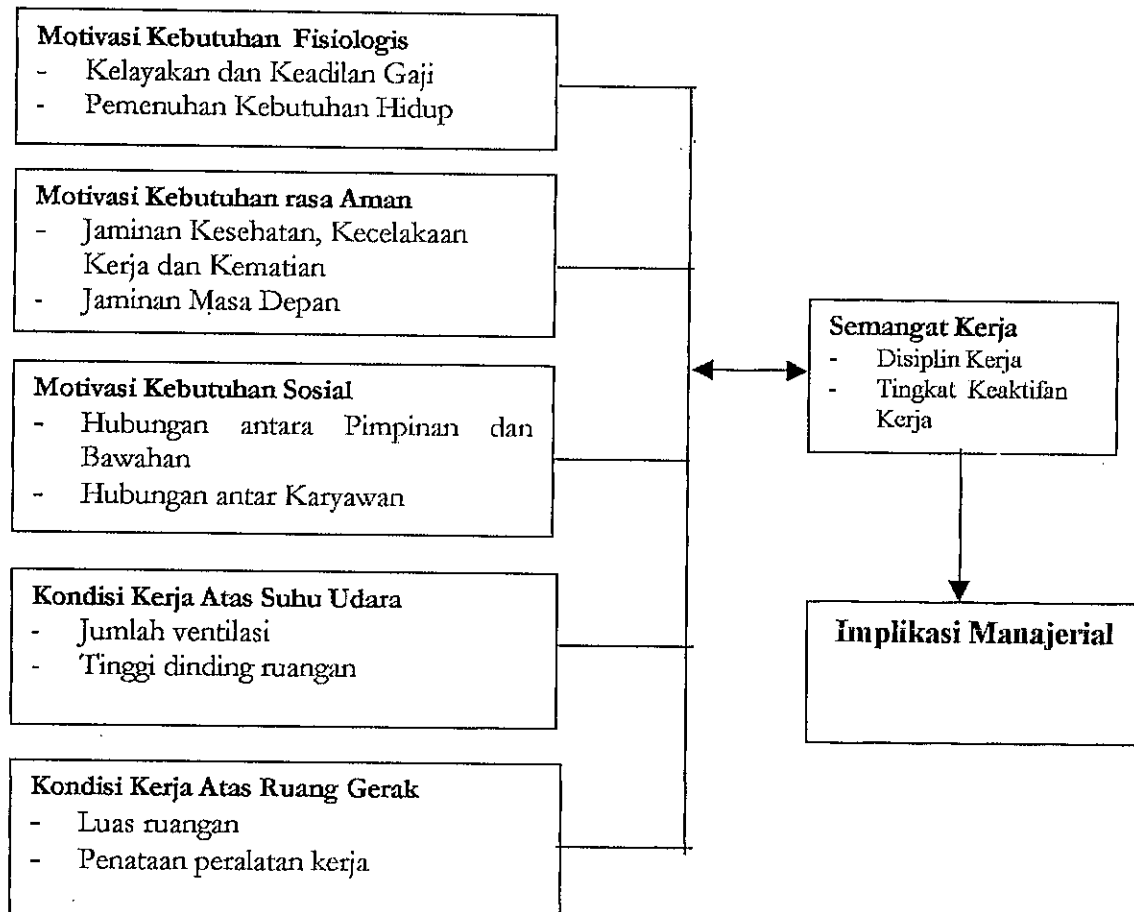 Motivasi Kebutuhan Fisiologis
- Kelayakan dan Keadilan Gaji
- Pemenuhan Kebutuhan Hidup
Motivasi Kebutuhan rasa Aman
- Jaminan Kesehatan, Kecelakaan
Kerja dan Kematian
- Jaminan Masa Depan
Motivasi Kebutuhan Sosial
- Hubungan antara Pimpinan dan
Bawahan
- Hubungan antar Karyawan
Kondisi Kerja Atas Suhu Udara
- Jumlah ventilasi
- Tinggi dinding ruangan
Kondisi Kerja Atas Ruang Gerak
- Luas ruangan
- Penataan peralatan kerja
Semangat Kerja
- Disiplin Kerja
- Tingkat Keaktifan
Kerja
Implikasi Manajerial